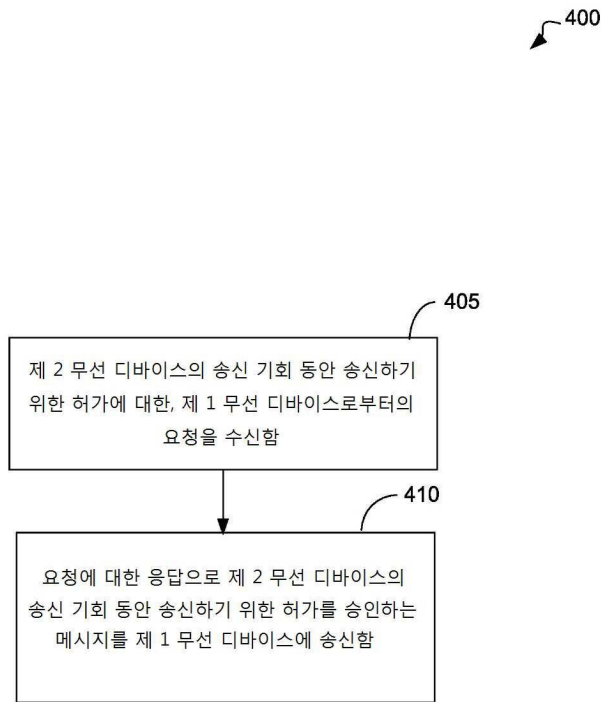 400
405
제 2 무선 디바이스의 송신 기회 동안 송신하기
위한 허가에 대한, 제 1 무선 디바이스로부터의
요청을 수신함
410
요청에 대한 응답으로 제 2 무선 디바이스의
송신 기회 동안 송신하기 위한 허가를 승인하는
메시지를 제 1 무선 디바이스에 송신함